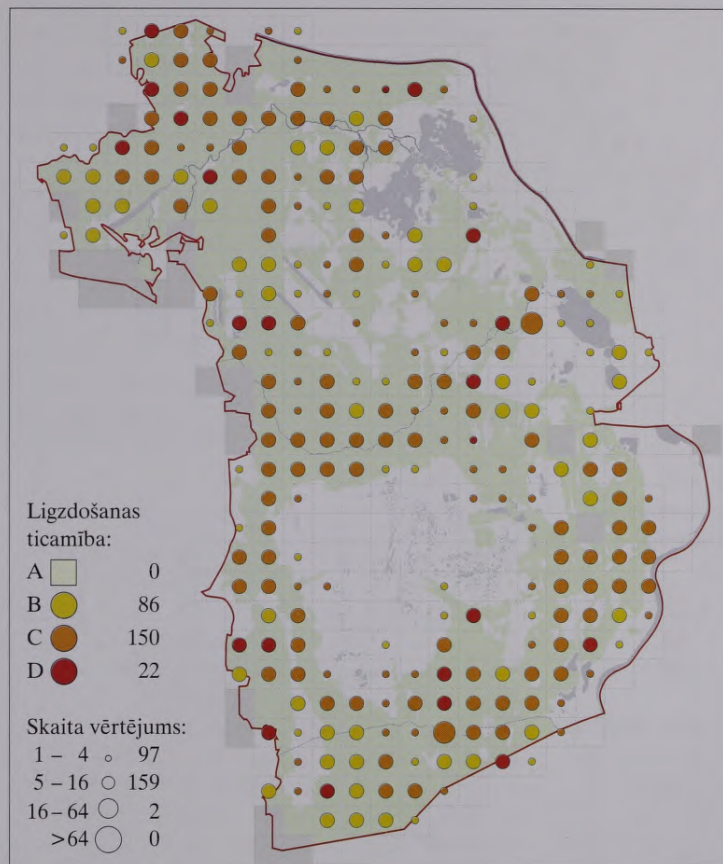 Ligzdošanas
ticamība:
A 0
B 86
C 150
D 22
Skaita vērtējums:
1 – 4 97
5 – 16 159
16 – 64 2
>64 0